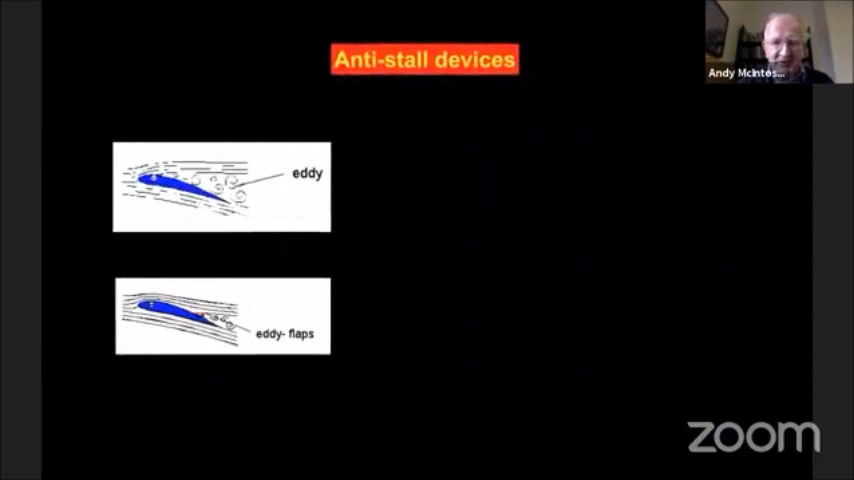 Anti-stall devices
Andy McIntos...
eddy
eddy- flaps
zoom